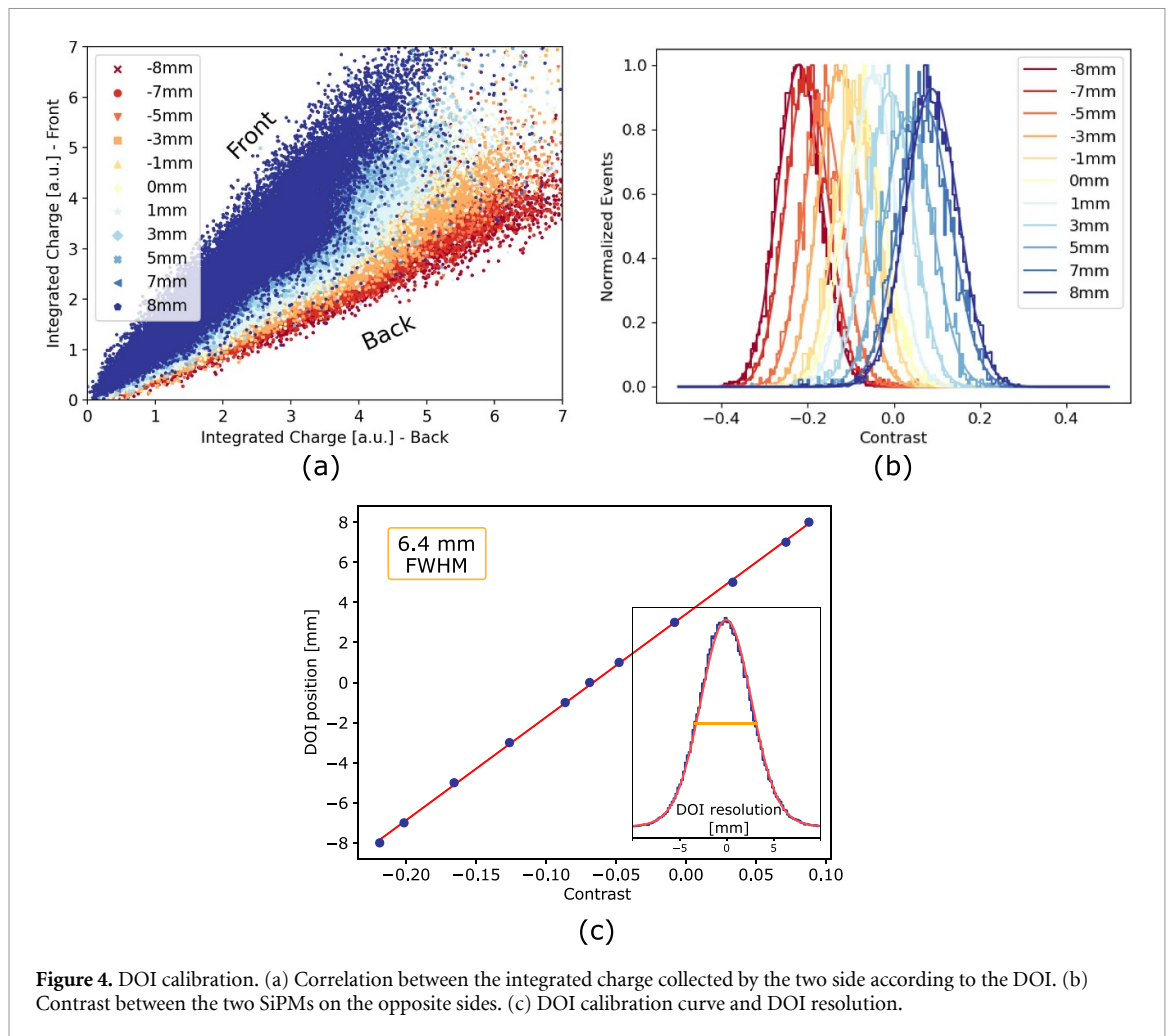 7
6
5
4
3
2
1
0
Integrated Charge [a.u.] - Front
-8mm
-7mm
-5mm
-3mm
-1mm
0mm
1mm
3mm
5mm
7mm
8mm
Front
Back
0 1 2 3 4 5 6 7
Integrated Charge [a.u.] - Back
(a)
1.0
0.8
0.6
0.4
0.2
0.0
Normalized Events
-8mm
-7mm
-5mm
-3mm
-1mm
0mm
1mm
3mm
5mm
7mm
8mm
−0.4 −0.2 0.0 0.2 0.4
Contrast
(b)
8
6
4
2
0
−2
−4
−6
−8
DOI position [mm]
6.4 mm
FWHM
DOI resolution
[mm]
−5 0 5
−0.20 −0.15 −0.10 −0.05 0.00 0.05 0.10
Contrast
(c)
Figure 4. DOI calibration. (a) Correlation between the integrated charge collected by the two side according to the DOI. (b)
Contrast between the two SiPMs on the opposite sides. (c) DOI calibration curve and DOI resolution.